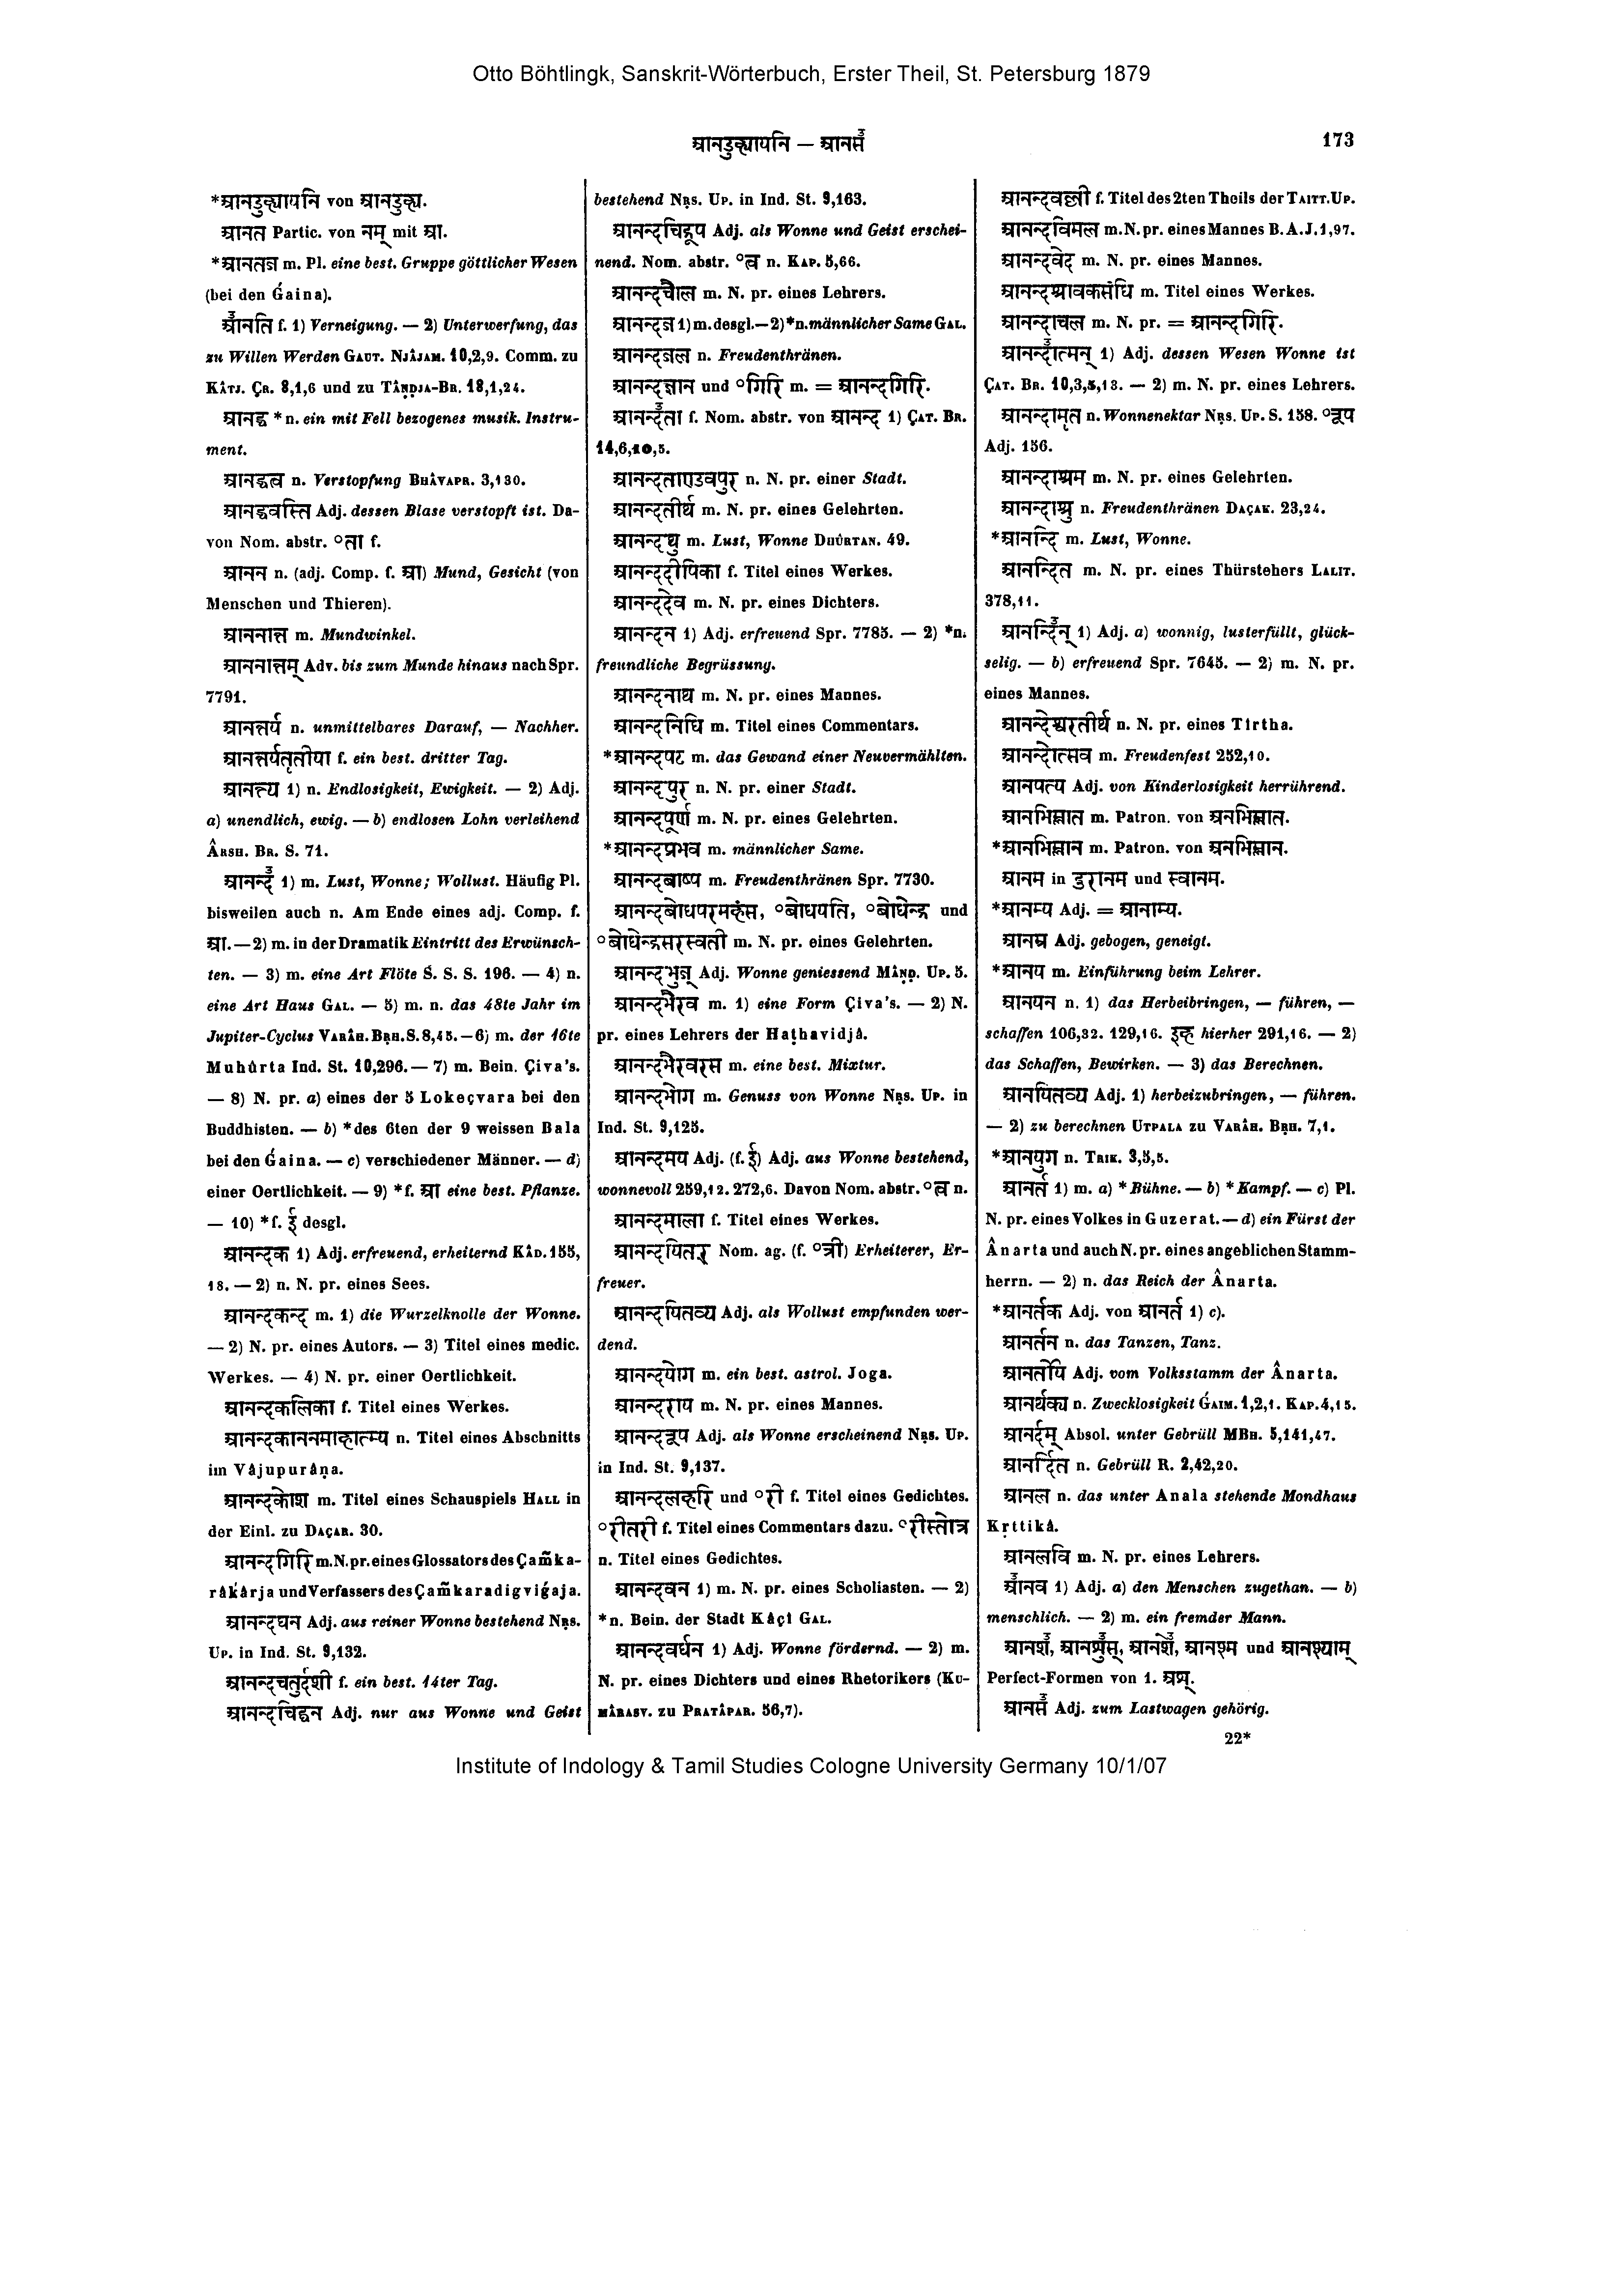 Otto Böhtlingk, Sanskrit-Wörterbuch, Erster Theil, St. Petersburg 1879
आनडुह्यायनि — आनसँ
173
*आनडुह्यायनि von आनडुह्य.
आनत Partic. von नम् mit आ.
*आनतज m. Pl. eine best. Gruppe göttlicher Wesen
(bei den Ǵaina).
आँनति f. 1) Verneigung. — 2) Unterwerfung, das
zu Willen Werden Gaut. Njâjam. 10,2,9. Comm. zu
Kâtj. Çr. 8,1,6 und zu Tâṇḍja-Br. 18,1,24.
आनद्ध *n. ein mit Fell bezogenes musik. Instru-
ment.
आनद्धत्व n. Verstopfung Bhâvapr. 3,130.
आनद्धवस्ति Adj. dessen Blase verstopft ist. Da-
von Nom. abstr. °ता f.
आनन n. (adj. Comp. f. आ) Mund, Gesicht (von
Menschen und Thieren).
आननान्त m. Mundwinkel.
आननान्तम् Adv. bis zum Munde hinaus nach Spr.
7791.
आनन्तर्य n. unmittelbares Darauf, — Nachher.
आनन्तर्यतृतीया f. ein best. dritter Tag.
आनन्त्य 1) n. Endlosigkeit, Ewigkeit. — 2) Adj.
a) unendlich, ewig. — b) endlosen Lohn verleihend
Ârsh. Br. S. 71.
आनन्दँ 1) m. Lust, Wonne; Wollust. Häufig Pl.
bisweilen auch n. Am Ende eines adj. Comp. f.
आ. — 2) m. in der Dramatik Eintritt des Erwünsch-
ten. — 3) m. eine Art Flöte S. S. S. 196. — 4) n.
eine Art Haus Gal. — 5) m. n. das 48te Jahr im
Jupiter-Cyclus Varâh. Bṛh. S. 8,45. — 6) m. der 16te
Muhûrta Ind. St. 10,296. — 7) m. Bein. Çiva's.
— 8) N. pr. a) eines der 5 Lokeçvara bei den
Buddhisten. — b) *des 6ten der 9 weissen Bala
bei den Ǵaina. — c) verschiedener Männer. — d)
einer Oertlichkeit. — 9) *f. आ eine best. Pflanze.
— 10) *f. ई desgl.
आनन्दक 1) Adj. erfreuend, erheiternd Kâd. 155,
18. — 2) n. N. pr. eines Sees.
आनन्दकन्द m. 1) die Wurzelknolle der Wonne.
— 2) N. pr. eines Autors. — 3) Titel eines medic.
Werkes. — 4) N. pr. einer Oertlichkeit.
आनन्दकलिका f. Titel eines Werkes.
आनन्दकाननमाहात्म्य n. Titel eines Abschnitts
im Vâjupurâṇa.
आनन्दकोश m. Titel eines Schauspiels Hall in
der Einl. zu Daçar. 30.
आनन्दगिरि m. N. pr. eines Glossators des Çam̃ka-
râḱârja und Verfassers des Çam̃karadigviǵaja.
आनन्दघन Adj. aus reiner Wonne bestehend Nṛs.
Up. in Ind. St. 9,132.
आनन्दचतुर्दशी f. ein best. 14ter Tag.
आनन्दचिद्घन Adj. nur aus Wonne und Geist
bestehend Nṛs. Up. in Ind. St. 9,163.
आनन्दचिद्रूप Adj. als Wonne und Geist erschei-
nend. Nom. abstr. °त्व n. Kap. 5,66.
आनन्दचौल m. N. pr. eines Lehrers.
आनन्दज 1) m. desgl. — 2) *n. männlicher Same Gal.
आनन्दजल n. Freudenthränen.
आनन्दज्ञान und °गिरि m. = आनन्दगिरि.
आनन्दँता f. Nom. abstr. von आनन्द 1) Çat. Br.
14,6,10,5.
आनन्दताण्डवपुर n. N. pr. einer Stadt.
आनन्दतीर्थ m. N. pr. eines Gelehrten.
आनन्दथु m. Lust, Wonne Dhûrtan. 49.
आनन्ददीपिका f. Titel eines Werkes.
आनन्ददेव m. N. pr. eines Dichters.
आनन्दन 1) Adj. erfreuend Spr. 7785. — 2) *n.
freundliche Begrüssung.
आनन्दनाथ m. N. pr. eines Mannes.
आनन्दनिधि m. Titel eines Commentars.
*आनन्दपट m. das Gewand einer Neuvermählten.
आनन्दपुर n. N. pr. einer Stadt.
आनन्दपूर्ण m. N. pr. eines Gelehrten.
*आनन्दप्रभव m. männlicher Same.
आनन्दबाष्प m. Freudenthränen Spr. 7730.
आनन्दबोधपरमहंस, °बोधयति, °बोधेन्द्र und
°बोधेन्द्रसरस्वती m. N. pr. eines Gelehrten.
आनन्दभुज् Adj. Wonne geniessend Mâṇḍ. Up. 5.
आनन्दभैरव m. 1) eine Form Çiva's. — 2) N.
pr. eines Lehrers der Haṭhavidjâ.
आनन्दभैरवरस m. eine best. Mixtur.
आनन्दभोग m. Genuss von Wonne Nṛs. Up. in
Ind. St. 9,125.
आनन्दमय Adj. (f. ई) Adj. aus Wonne bestehend,
wonnevoll 259,12. 272,6. Davon Nom. abstr. °त्व n.
आनन्दमाला f. Titel eines Werkes.
आनन्दयितर् Nom. ag. (f. °त्री) Erheiterer, Er-
freuer.
आनन्दयितव्य Adj. als Wollust empfunden wer-
dend.
आनन्दयोग m. ein best. astrol. Joga.
आनन्दराय m. N. pr. eines Mannes.
आनन्दरूप Adj. als Wonne erscheinend Nṛs. Up.
in Ind. St. 9,137.
आनन्दलहरि und °री f. Titel eines Gedichtes.
°रीतरी f. Titel eines Commentars dazu. °रीस्तोत्र
n. Titel eines Gedichtes.
आनन्दवन 1) m. N. pr. eines Scholiasten. — 2)
*n. Bein. der Stadt Kâçî Gal.
आनन्दवर्धन 1) Adj. Wonne fördernd. — 2) m.
N. pr. eines Dichters und eines Rhetorikers (Ku-
mârasv. zu Pratâpar. 56,7).
आनन्दवल्ली f. Titel des 2ten Theils der Taitt. Up.
आनन्दविमल m. N. pr. eines Mannes B. A. J. 1,97.
आनन्दवेद m. N. pr. eines Mannes.
आनन्दश्रावकसंधि m. Titel eines Werkes.
आनन्दाचल m. N. pr. = आनन्दगिरि.
आनन्दाँत्मन् 1) Adj. dessen Wesen Wonne ist
Çat. Br. 10,3,5,13. — 2) m. N. pr. eines Lehrers.
आनन्दामृत n. Wonnenektar Nṛs. Up. S. 158. °रूप
Adj. 156.
आनन्दाश्रम m. N. pr. eines Gelehrten.
आनन्दाश्रु n. Freudenthränen Daçak. 23,24.
*आनन्दि m. Lust, Wonne.
आनन्दित m. N. pr. eines Thürstehers Lalit.
378,11.
आनन्दिँन् 1) Adj. a) wonnig, lusterfüllt, glück-
selig. — b) erfreuend Spr. 7645. — 2) m. N. pr.
eines Mannes.
आनन्देश्वरतीर्थ n. N. pr. eines Tîrtha.
आनन्दोत्सव m. Freudenfest 252,10.
आनपत्य Adj. von Kinderlosigkeit herrührend.
आनभिम्लात m. Patron. von अनभिम्लात.
*आनभिम्लान m. Patron. von अनभिम्लान.
आनम in दुरानम und स्वानम.
*आनम्य Adj. = आनाम्य.
आनम्र Adj. gebogen, geneigt.
*आनय m. Einführung beim Lehrer.
आनयन n. 1) das Herbeibringen, — führen, —
schaffen 106,32. 129,16. इह hierher 291,16. — 2)
das Schaffen, Bewirken. — 3) das Berechnen.
आनयितव्य Adj. 1) herbeizubringen, — führen.
— 2) zu berechnen Utpala zu Varâh. Bṛh. 7,1.
*आनयुग n. Trik. 3,5,5.
आनर्त 1) m. a) *Bühne. — b) *Kampf. — c) Pl.
N. pr. eines Volkes in Guzerat. — d) ein Fürst der
Ânarta und auch N. pr. eines angeblichen Stamm-
herrn. — 2) n. das Reich der Ânarta.
*आनर्तक Adj. von आनर्त 1) c).
आनर्तन n. das Tanzen, Tanz.
आनर्तीय Adj. vom Volksstamm der Ânarta.
आनर्थक्य n. Zwecklosigkeit Ǵaim. 1,2,1. Kap. 4,15.
आनर्दम् Absol. unter Gebrüll MBh. 5,141,47.
आनर्दित n. Gebrüll R. 2,42,20.
आनल n. das unter Anala stehende Mondhaus
Kṛttikâ.
आनलवि m. N. pr. eines Lehrers.
आँनव 1) Adj. a) den Menschen zugethan. — b)
menschlich. — 2) m. ein fremder Mann.
आनशँ, आनशुँस्, आनशेँ, आनश्म und आनश्याम्
Perfect-Formen von 1. अश्.
आनसँ Adj. zum Lastwagen gehörig.
22*
Institute of Indology & Tamil Studies Cologne University Germany 10/1/07